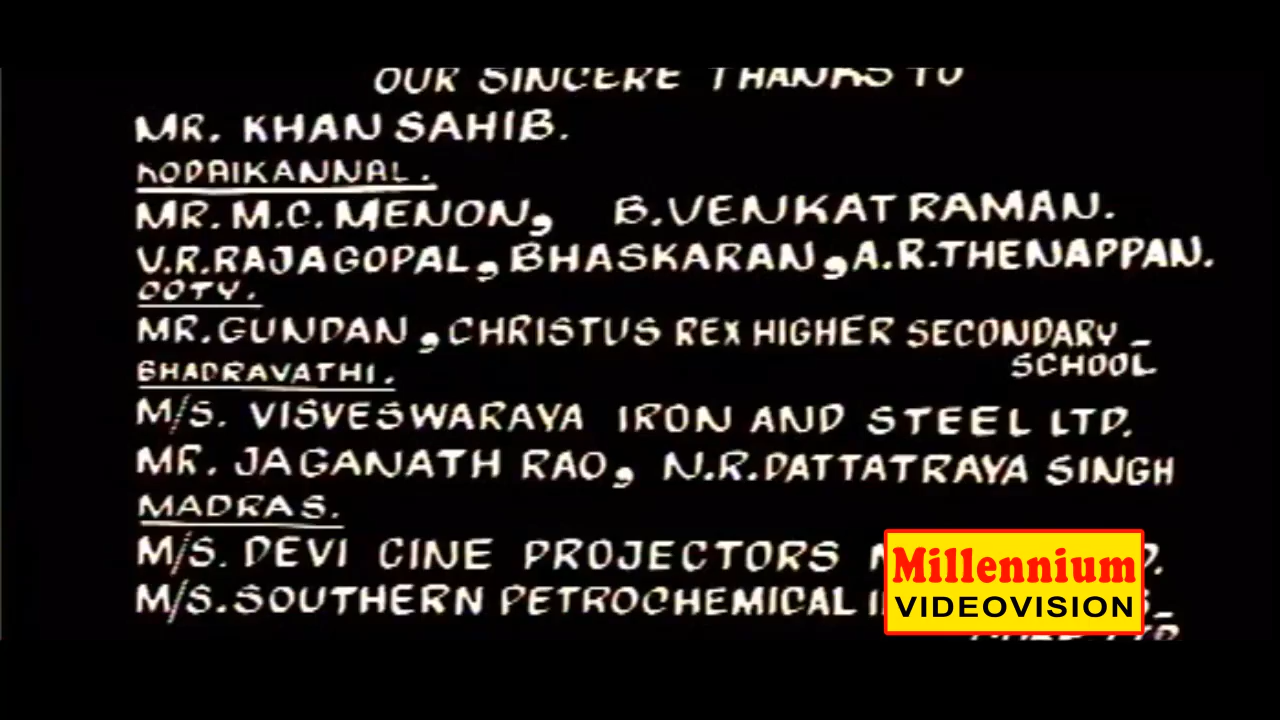 OUR SINCERE THANKS TO
MR. KHAN SAHIB.
KODAIKANNAL.
MR. M.C. MENON, B.VENKAT RAMAN.
V.R.RAJAGOPAL, BHASKARAN, A.R.THENAPPAN.
OOTY.
MR.GUNDAN, CHRISTUS REX HIGHER SECONDARY -
SCHOOL
BHADRAVATHI.
M/S. VISVESWARAYA IRON AND STEEL LTD.
MR. JAGANATH RAO, N.R.DATTATRAYA SINGH
MADRAS.
M/S. DEVI CINE PROJECTORS
M/S.SOUTHERN PETROCHEMICAL
Millennium
VIDEOVISION